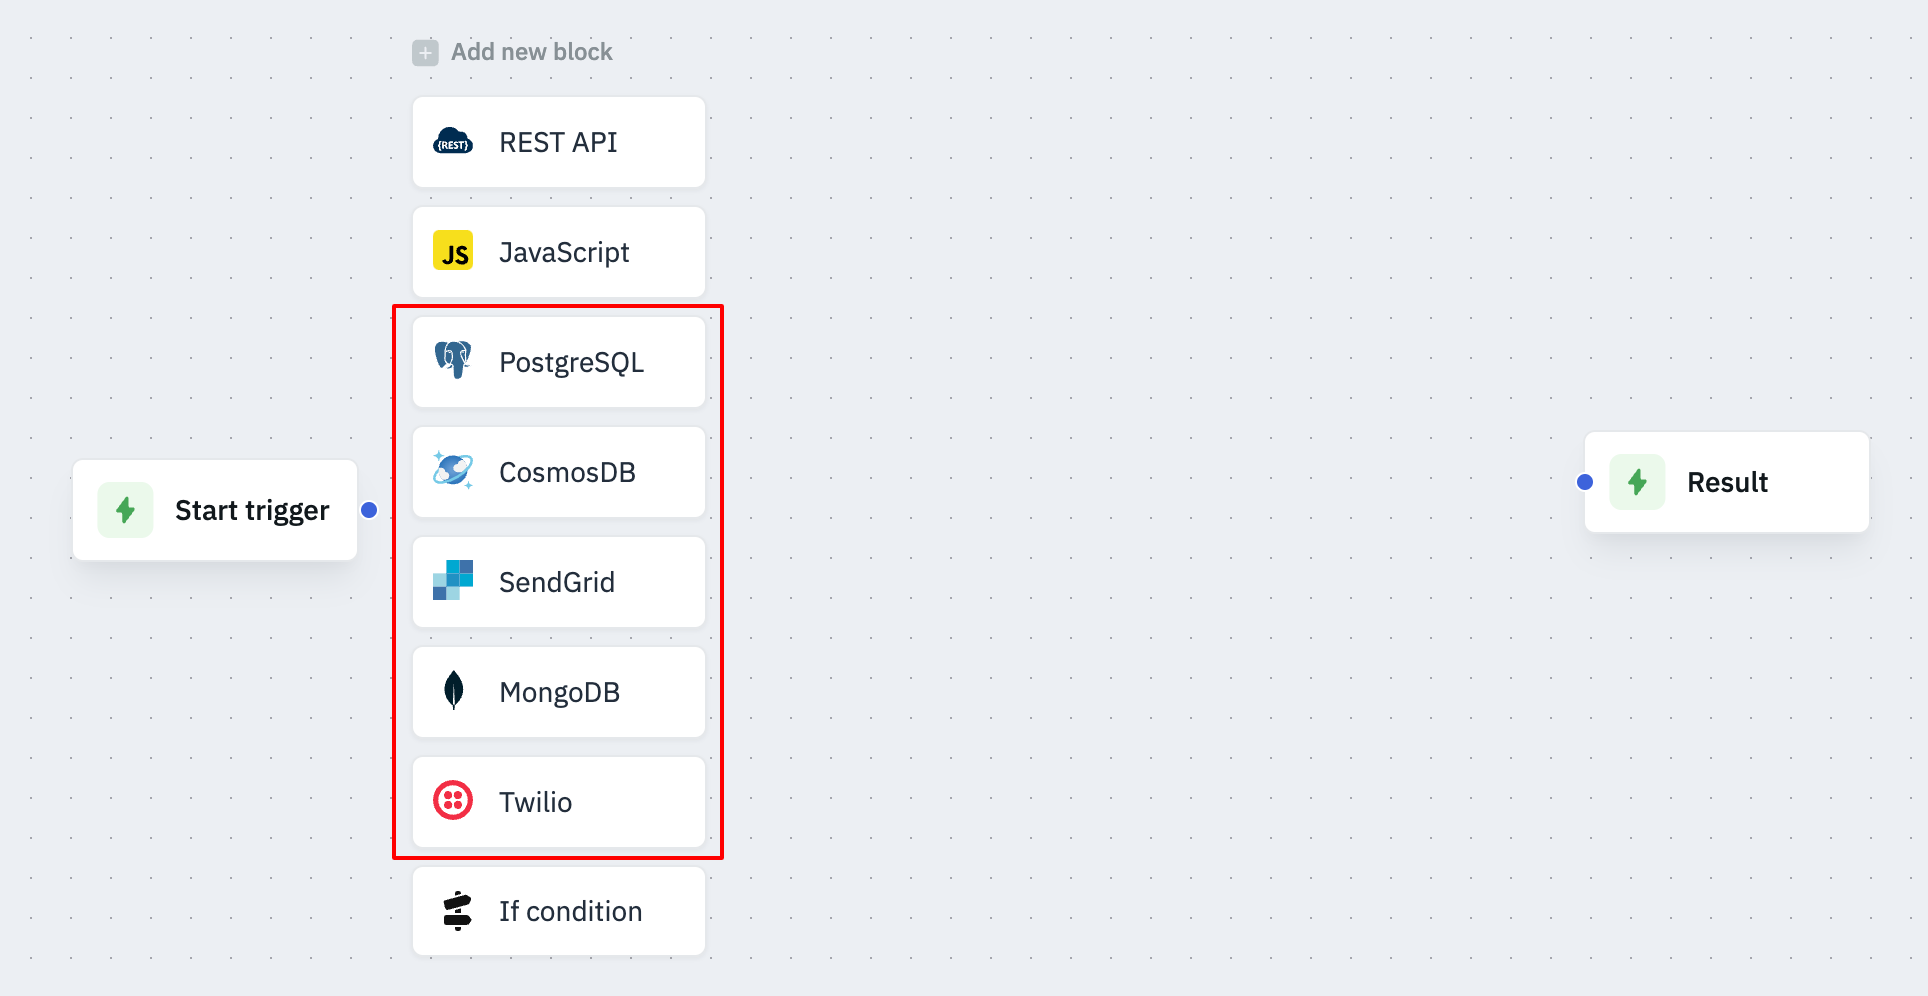 Add new block
{REST}
REST API
JS
JavaScript
PostgreSQL
CosmosDB
Start trigger
Result
SendGrid
MongoDB
Twilio
If condition